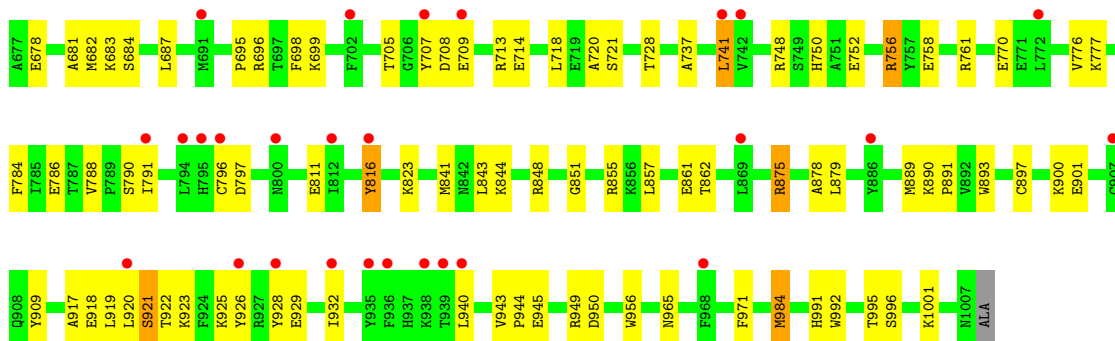 A677 E678 A681 M682 K683 S684 L687 M691 P695 R696 T697 F698 K699 F702 T705 G706 Y707 D708 E709 R713 E714 L718 E719 A720 S721 T728 A737 L741 V742 R748 S749 H750 A751 E752 R756 Y757 E758 R761 E770 E771 L772 V776 K777
F784 I785 E786 T787 V788 P789 S790 I791 L794 H795 C796 D797 N800 E811 I812 Y816 K823 M841 N842 L843 K844 R848 G851 R855 K856 L857 E861 T862 L869 R875 A878 L879 Y886 M889 K890 P891 V892 W893 C897 K900 E901
Q908 Y909 A917 E918 L919 L920 S921 T922 K923 F924 K925 Y926 R927 Y928 E929 I932 Y935 F936 H937 K938 T939 L940 V943 P944 E945 R949 D950 W956 N965 F968 F971 M984 H991 W992 T995 S996 K1001 N1007 ALA